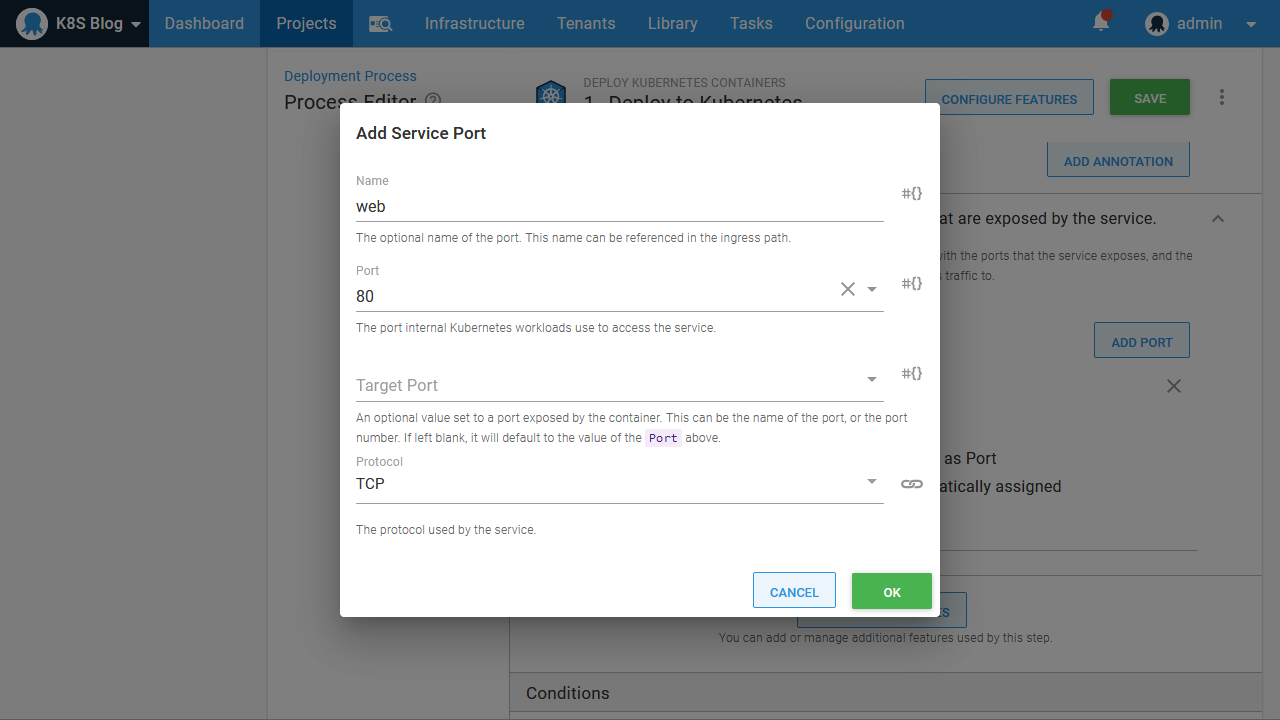 K8S Blog
Dashboard
Projects
Infrastructure
Tenants
Library
Tasks
Configuration
admin
Deployment Process
Process Editor
DEPLOY KUBERNETES CONTAINERS
1. Deploy to Kubernetes
CONFIGURE FEATURES
SAVE
ADD ANNOTATION
Add Service Port
Name
web
#{}
The optional name of the port. This name can be referenced in the ingress path.
Port
80
#{}
The port internal Kubernetes workloads use to access the service.
Target Port
#{}
An optional value set to a port exposed by the container. This can be the name of the port, or the port
number. If left blank, it will default to the value of the Port above.
Protocol
TCP
The protocol used by the service.
CANCEL
OK
at are exposed by the service.
with the ports that the service exposes, and the
traffic to.
ADD PORT
as Port
atically assigned
You can add or manage additional features used by this step.
Conditions